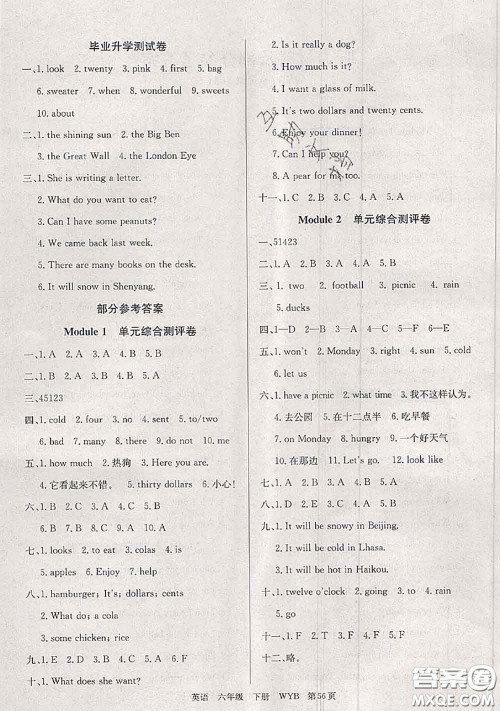 毕业升学测试卷
一、1. look 2. twenty 3. pink 4. first 5. bag
6. sweater 7. when 8. wonderful 9. sweets
10. about
二、1. the shining sun 2. the Big Ben
3. the Great Wall 4. the London Eye
三、1. She is writing a letter.
2. What do you want to eat?
3. Can I have some peanuts?
4. We came back last week.
5. There are many books on the desk.
6. It will snow in Shenyang.
部分参考答案
Module 1 单元综合测评卷
一、1. A 2. A 3. B 4. B 5. B
二、1. B 2. A 3. A 4. A 5. B
三、45123
四、1. cold 2. four 3. no 4. sent 5. to/two
6. bad 7. many 8. there 9. blue 10. not
五、1. how much 2. 热狗 3. Here you are.
4. 它看起来不错。 5. thirty dollars 6. 小心!
六、1. B 2. B 3. A 4. C 5. A
七、1. looks 2. to eat 3. colas 4. is
5. apples 6. doing
八、1. hamburger; It's; dollars; cents
2. What do; a cola
3. some chicken; rice
九、1. B 2. A 3. B 4. B 5. B
十、1. What do you want to eat?
2. Is it really a dog?
3. How much is it?
4. I want a glass of milk.
5. It's two dollars and twenty cents.
6. Enjoy your dinner!
7. Can I help you?
8. A pear for me too.
十一、1. C 2. A 3. D 4. B 5. A
Module 2 单元综合测评卷
一、51423
二、1. A 2. B 3. A 4. B 5. A
三、1. in 2. two 3. football 4. picnic 5. rain
6. ducks
四、1—D 2—E 3—A 4—B 5—C
五、1. won't 2. Monday 3. right 4. rain 5. cold
6. let us
六、1. have a picnic 2. what time 3. 我不这样认为。
4. 去公园 5. 在十二点半 6. 吃早餐
7. on Monday 8. hungry 9. 一个好天气
10. 在那边 11. Let's go! 12. look like
七、1. A 2. A 3. B 4. B 5. A
八、1. D 2. C 3. A 4. E 5. B
九、1. It will be snowy in Beijing.
2. It will be cold in Lhasa.
3. It will be hot in Haikou.
十、1. twelve o'clock 2. going to 3. and
4. rain 5. on
十一、1. F 2. F 3. T 4. F 5. T
十二、略。
英语 六年级 下册 WYB 第56页